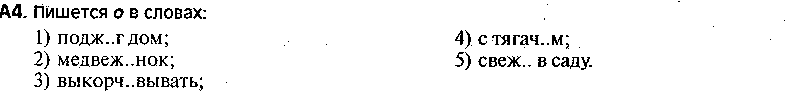 А4. Пишется о в словах:
1) подж..г дом;
2) медвеж..нок;
3) выкорч..вывать;
4) с тягач..м;
5) свеж.. в саду.